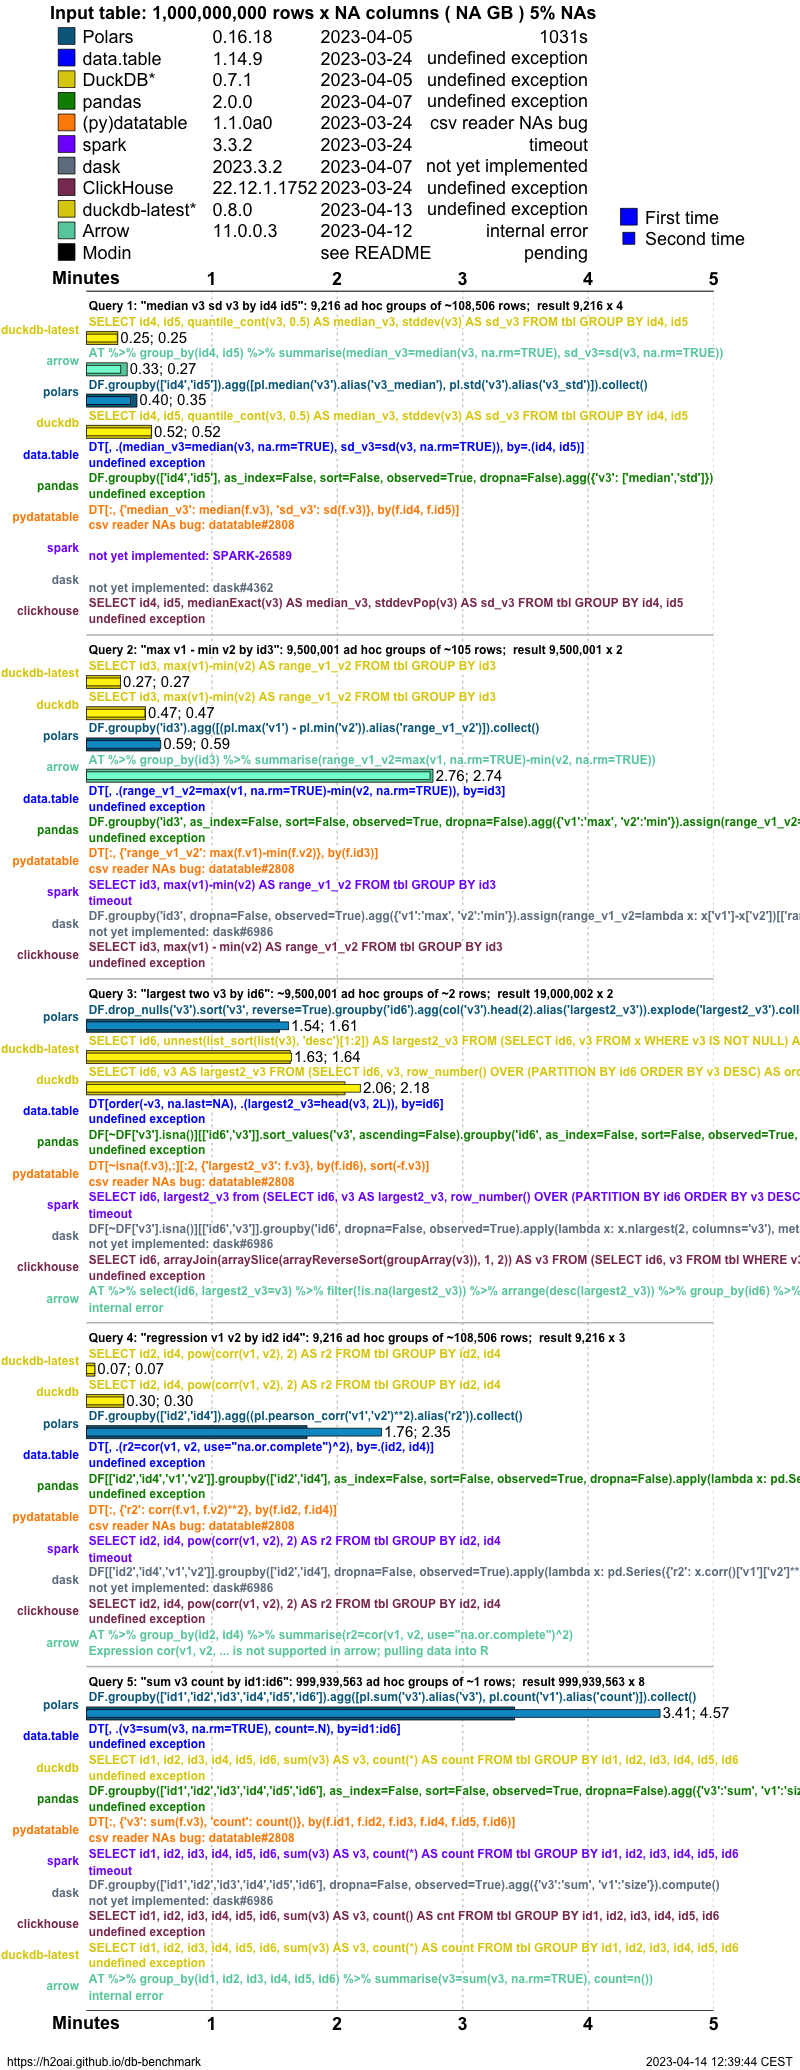 Input table: 1,000,000,000 rows x NA columns ( NA GB ) 5% NAs
Polars 0.16.18 2023-04-05 1031s
data.table 1.14.9 2023-03-24 undefined exception
DuckDB* 0.7.1 2023-04-05 undefined exception
pandas 2.0.0 2023-04-07 undefined exception
(py)datatable 1.1.0a0 2023-03-24 csv reader NAs bug
spark 3.3.2 2023-03-24 timeout
dask 2023.3.2 2023-04-07 not yet implemented
ClickHouse 22.12.1.1752 2023-03-24 undefined exception
duckdb-latest* 0.8.0 2023-04-13 undefined exception
Arrow 11.0.0.3 2023-04-12 internal error
Modin see README pending
First time
Second time
Minutes 1 2 3 4 5
Query 1: "median v3 sd v3 by id4 id5": 9,216 ad hoc groups of ~108,506 rows; result 9,216 x 4
SELECT id4, id5, quantile_cont(v3, 0.5) AS median_v3, stddev(v3) AS sd_v3 FROM tbl GROUP BY id4, id5
duckdb-latest 0.25; 0.25
AT %>% group_by(id4, id5) %>% summarise(median_v3=median(v3, na.rm=TRUE), sd_v3=sd(v3, na.rm=TRUE))
arrow 0.33; 0.27
DF.groupby(['id4','id5']).agg([pl.median('v3').alias('v3_median'), pl.std('v3').alias('v3_std')]).collect()
polars 0.40; 0.35
SELECT id4, id5, quantile_cont(v3, 0.5) AS median_v3, stddev(v3) AS sd_v3 FROM tbl GROUP BY id4, id5
duckdb 0.52; 0.52
DT[, .(median_v3=median(v3, na.rm=TRUE), sd_v3=sd(v3, na.rm=TRUE)), by=.(id4, id5)]
data.table undefined exception
DF.groupby(['id4','id5'], as_index=False, sort=False, observed=True, dropna=False).agg({'v3': ['median','std']})
pandas undefined exception
DT[:, {'median_v3': median(f.v3), 'sd_v3': sd(f.v3)}, by(f.id4, f.id5)]
pydatatable csv reader NAs bug: datatable#2808
spark not yet implemented: SPARK-26589
dask not yet implemented: dask#4362
SELECT id4, id5, medianExact(v3) AS median_v3, stddevPop(v3) AS sd_v3 FROM tbl GROUP BY id4, id5
clickhouse undefined exception
Query 2: "max v1 - min v2 by id3": 9,500,001 ad hoc groups of ~105 rows; result 9,500,001 x 2
SELECT id3, max(v1)-min(v2) AS range_v1_v2 FROM tbl GROUP BY id3
duckdb-latest 0.27; 0.27
SELECT id3, max(v1)-min(v2) AS range_v1_v2 FROM tbl GROUP BY id3
duckdb 0.47; 0.47
DF.groupby('id3').agg([(pl.max('v1') - pl.min('v2')).alias('range_v1_v2')]).collect()
polars 0.59; 0.59
AT %>% group_by(id3) %>% summarise(range_v1_v2=max(v1, na.rm=TRUE)-min(v2, na.rm=TRUE))
arrow 2.76; 2.74
DT[, .(range_v1_v2=max(v1, na.rm=TRUE)-min(v2, na.rm=TRUE)), by=id3]
data.table undefined exception
DF.groupby('id3', as_index=False, sort=False, observed=True, dropna=False).agg({'v1':'max', 'v2':'min'}).assign(range_v1_v2=
pandas undefined exception
DT[:, {'range_v1_v2': max(f.v1)-min(f.v2)}, by(f.id3)]
pydatatable csv reader NAs bug: datatable#2808
SELECT id3, max(v1)-min(v2) AS range_v1_v2 FROM tbl GROUP BY id3
spark timeout
DF.groupby('id3', dropna=False, observed=True).agg({'v1':'max', 'v2':'min'}).assign(range_v1_v2=lambda x: x['v1']-x['v2'])[['ra
dask not yet implemented: dask#6986
SELECT id3, max(v1) - min(v2) AS range_v1_v2 FROM tbl GROUP BY id3
clickhouse undefined exception
Query 3: "largest two v3 by id6": ~9,500,001 ad hoc groups of ~2 rows; result 19,000,002 x 2
DF.drop_nulls('v3').sort('v3', reverse=True).groupby('id6').agg(col('v3').head(2).alias('largest2_v3')).explode('largest2_v3').coll
polars 1.54; 1.61
SELECT id6, unnest(list_sort(list(v3), 'desc')[1:2]) AS largest2_v3 FROM (SELECT id6, v3 FROM x WHERE v3 IS NOT NULL) A
duckdb-latest 1.63; 1.64
SELECT id6, v3 AS largest2_v3 FROM (SELECT id6, v3, row_number() OVER (PARTITION BY id6 ORDER BY v3 DESC) AS ord
duckdb 2.06; 2.18
DT[order(-v3, na.last=NA), .(largest2_v3=head(v3, 2L)), by=id6]
data.table undefined exception
DF[~DF['v3'].isna()][['id6','v3']].sort_values('v3', ascending=False).groupby('id6', as_index=False, sort=False, observed=True,
pandas undefined exception
DT[~isna(f.v3),:][:2, {'largest2_v3': f.v3}, by(f.id6), sort(-f.v3)]
pydatatable csv reader NAs bug: datatable#2808
SELECT id6, largest2_v3 from (SELECT id6, v3 AS largest2_v3, row_number() OVER (PARTITION BY id6 ORDER BY v3 DESC
spark timeout
DF[~DF['v3'].isna()][['id6','v3']].groupby('id6', dropna=False, observed=True).apply(lambda x: x.nlargest(2, columns='v3'), met
dask not yet implemented: dask#6986
SELECT id6, arrayJoin(arraySlice(arrayReverseSort(groupArray(v3)), 1, 2)) AS v3 FROM (SELECT id6, v3 FROM tbl WHERE v3
clickhouse undefined exception
AT %>% select(id6, largest2_v3=v3) %>% filter(!is.na(largest2_v3)) %>% arrange(desc(largest2_v3)) %>% group_by(id6) %>%
arrow internal error
Query 4: "regression v1 v2 by id2 id4": 9,216 ad hoc groups of ~108,506 rows; result 9,216 x 3
SELECT id2, id4, pow(corr(v1, v2), 2) AS r2 FROM tbl GROUP BY id2, id4
duckdb-latest 0.07; 0.07
SELECT id2, id4, pow(corr(v1, v2), 2) AS r2 FROM tbl GROUP BY id2, id4
duckdb 0.30; 0.30
DF.groupby(['id2','id4']).agg((pl.pearson_corr('v1','v2')**2).alias('r2')).collect()
polars 1.76; 2.35
DT[, .(r2=cor(v1, v2, use="na.or.complete")^2), by=.(id2, id4)]
data.table undefined exception
DF[['id2','id4','v1','v2']].groupby(['id2','id4'], as_index=False, sort=False, observed=True, dropna=False).apply(lambda x: pd.Se
pandas undefined exception
DT[:, {'r2': corr(f.v1, f.v2)**2}, by(f.id2, f.id4)]
pydatatable csv reader NAs bug: datatable#2808
SELECT id2, id4, pow(corr(v1, v2), 2) AS r2 FROM tbl GROUP BY id2, id4
spark timeout
DF[['id2','id4','v1','v2']].groupby(['id2','id4'], dropna=False, observed=True).apply(lambda x: pd.Series({'r2': x.corr()['v1']['v2']**
dask not yet implemented: dask#6986
SELECT id2, id4, pow(corr(v1, v2), 2) AS r2 FROM tbl GROUP BY id2, id4
clickhouse undefined exception
AT %>% group_by(id2, id4) %>% summarise(r2=cor(v1, v2, use="na.or.complete")^2)
arrow Expression cor(v1, v2, ... is not supported in arrow; pulling data into R
Query 5: "sum v3 count by id1:id6": 999,939,563 ad hoc groups of ~1 rows; result 999,939,563 x 8
DF.groupby(['id1','id2','id3','id4','id5','id6']).agg([pl.sum('v3').alias('v3'), pl.count('v1').alias('count')]).collect()
polars 3.41; 4.57
DT[, .(v3=sum(v3, na.rm=TRUE), count=.N), by=id1:id6]
data.table undefined exception
SELECT id1, id2, id3, id4, id5, id6, sum(v3) AS v3, count(*) AS count FROM tbl GROUP BY id1, id2, id3, id4, id5, id6
duckdb undefined exception
DF.groupby(['id1','id2','id3','id4','id5','id6'], as_index=False, sort=False, observed=True, dropna=False).agg({'v3':'sum', 'v1':'siz
pandas undefined exception
DT[:, {'v3': sum(f.v3), 'count': count()}, by(f.id1, f.id2, f.id3, f.id4, f.id5, f.id6)]
pydatatable csv reader NAs bug: datatable#2808
SELECT id1, id2, id3, id4, id5, id6, sum(v3) AS v3, count(*) AS count FROM tbl GROUP BY id1, id2, id3, id4, id5, id6
spark timeout
DF.groupby(['id1','id2','id3','id4','id5','id6'], dropna=False, observed=True).agg({'v3':'sum', 'v1':'size'}).compute()
dask not yet implemented: dask#6986
SELECT id1, id2, id3, id4, id5, id6, sum(v3) AS v3, count() AS cnt FROM tbl GROUP BY id1, id2, id3, id4, id5, id6
clickhouse undefined exception
SELECT id1, id2, id3, id4, id5, id6, sum(v3) AS v3, count(*) AS count FROM tbl GROUP BY id1, id2, id3, id4, id5, id6
duckdb-latest undefined exception
AT %>% group_by(id1, id2, id3, id4, id5, id6) %>% summarise(v3=sum(v3, na.rm=TRUE), count=n())
arrow internal error
Minutes 1 2 3 4 5
https://h2oai.github.io/db-benchmark 2023-04-14 12:39:44 CEST